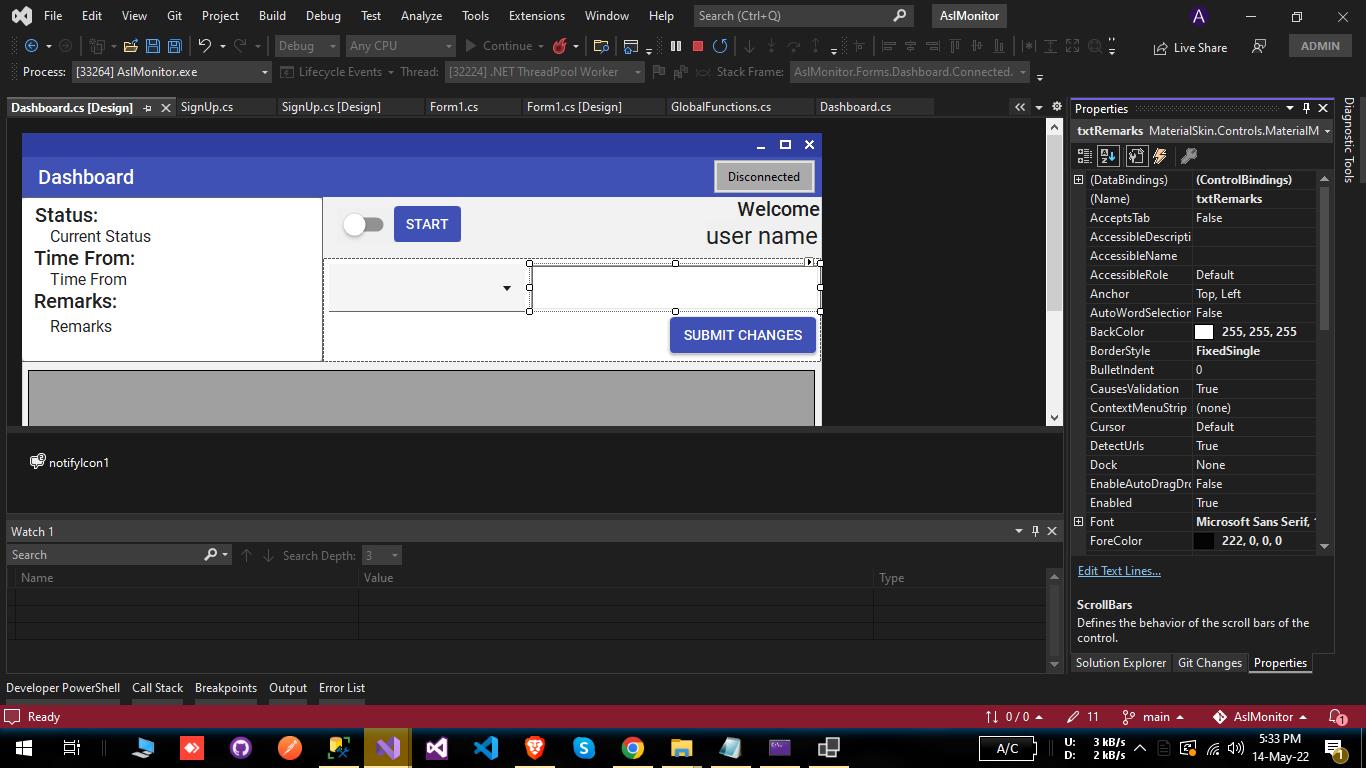 File Edit View Git Project Build Debug Test Analyze Tools Extensions Window Help Search (Ctrl+Q) AslMonitor A
Debug Any CPU Continue Live Share ADMIN
Process: [33264] AslMonitor.exe Lifecycle Events Thread: [32224] .NET ThreadPool Worker Stack Frame: AslMonitor.Forms.Dashboard.Connected.
Dashboard.cs [Design] SignUp.cs SignUp.cs [Design] Form1.cs Form1.cs [Design] GlobalFunctions.cs Dashboard.cs
Dashboard
Disconnected
Status:
Current Status
Time From:
Time From
Remarks:
Remarks
START
Welcome
user name
SUBMIT CHANGES
notifyIcon1
Watch 1
Search Search Depth: 3
Name Value Type
Properties
txtRemarks MaterialSkin.Controls.MaterialM
(DataBindings) (ControlBindings)
(Name) txtRemarks
AcceptsTab False
AccessibleDescripti
AccessibleName
AccessibleRole Default
Anchor Top, Left
AutoWordSelection False
BackColor 255, 255, 255
BorderStyle FixedSingle
BulletIndent 0
CausesValidation True
ContextMenuStrip (none)
Cursor Default
DetectUrls True
Dock None
EnableAutoDragDro False
Enabled True
Font Microsoft Sans Serif, 1
ForeColor 222, 0, 0, 0
Edit Text Lines...
ScrollBars
Defines the behavior of the scroll bars of the
control.
Solution Explorer Git Changes Properties
Diagnostic Tools
Developer PowerShell Call Stack Breakpoints Output Error List
Ready 0 / 0 11 main AslMonitor 1
A/C U: 3 kB/s D: 2 kB/s 5:33 PM
14-May-22 1